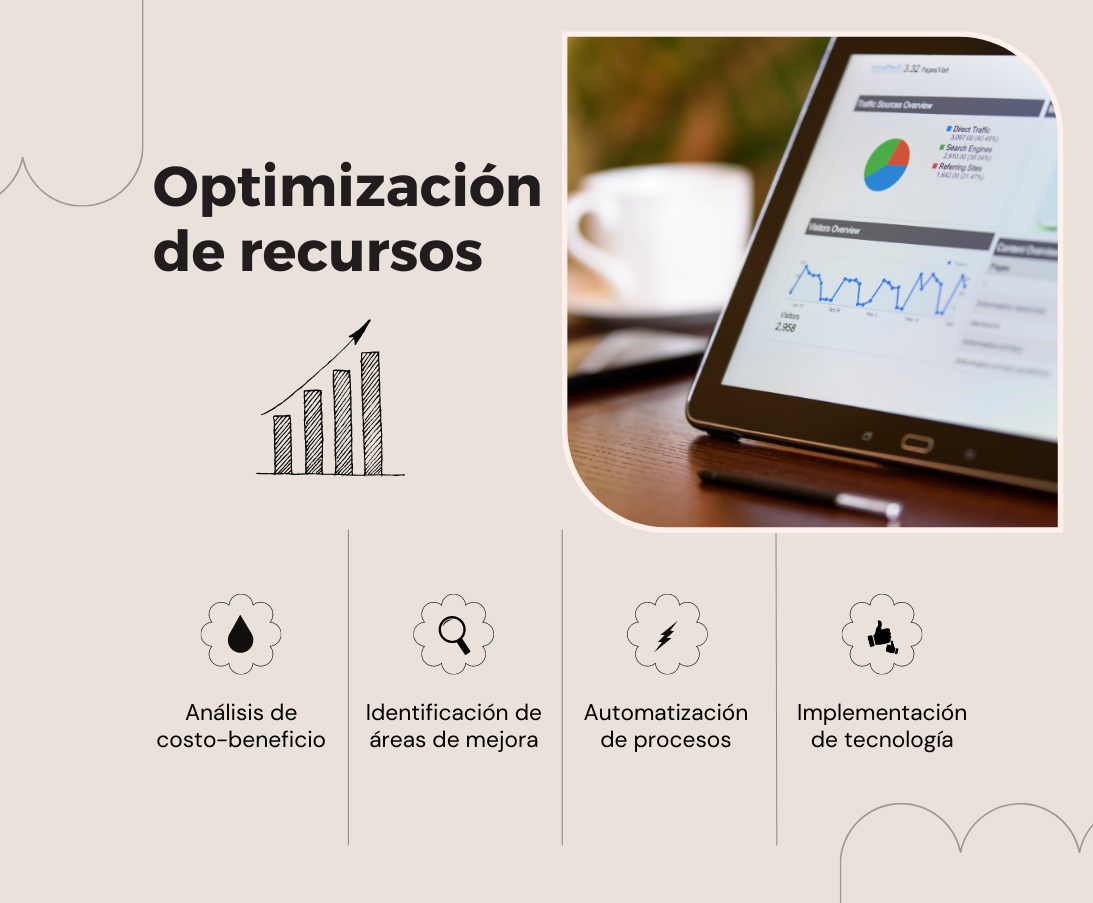 Optimización
de recursos
3.32 Pages/Visit
Traffic Sources Overview
Direct Traffic
3,097.00 (40.48%)
Search Engines
2,910.00 (38.04%)
Referring Sites
1,642.00 (21.47%)
Visitors Overview
Visitors
2,958
Content Overview
Pages
Análisis de
costo-beneficio
Identificación de
áreas de mejora
Automatización
de procesos
Implementación
de tecnología